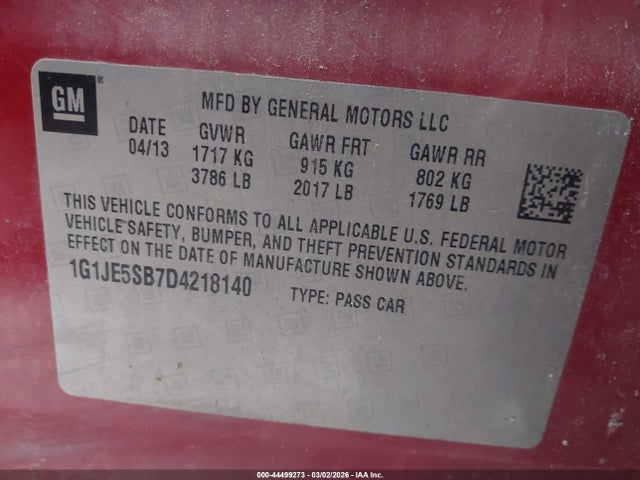 GM®
MFD BY GENERAL MOTORS LLC
DATE GVWR GAWR FRT GAWR RR
04/13 1717 KG 915 KG 802 KG
3786 LB 2017 LB 1769 LB
THIS VEHICLE CONFORMS TO ALL APPLICABLE U.S. FEDERAL MOTOR
VEHICLE SAFETY, BUMPER, AND THEFT PREVENTION STANDARDS IN
EFFECT ON THE DATE OF MANUFACTURE SHOWN ABOVE.
1G1JE5SB7D4218140 TYPE: PASS CAR
000-44499273 - 03/02/2026 - IAA Inc.